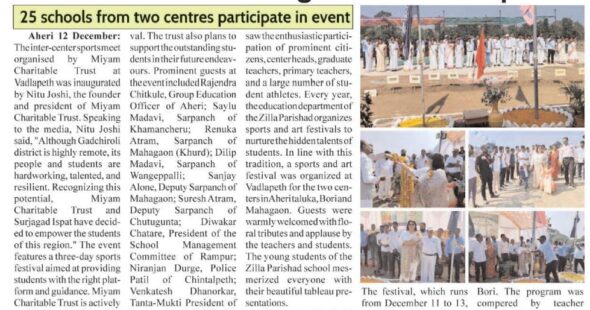 25 schools from two centres participate in event
Aheri 12 December:
The inter-center sports meet
organised by Miyam
Charitable Trust at
Vadlapeth was inaugurated
by Nitu Joshi, the founder
and president of Miyam
Charitable Trust. Speaking
to the media, Nitu Joshi
said, "Although Gadchiroli
district is highly remote, its
people and students are
hardworking, talented, and
resilient. Recognizing this
potential, Miyam
Charitable Trust and
Surjagad Ispat have decid-
ed to empower the students
of this region." The event
features a three-day sports
festival aimed at providing
students with the right plat-
form and guidance. Miyam
Charitable Trust is actively
val. The trust also plans to
support the outstanding stu-
dents in their future endeav-
ours. Prominent guests at
the event included Rajendra
Chitkule, Group Education
Officer of Aheri; Saylu
Madavi, Sarpanch of
Khamancheru; Renuka
Atram, Sarpanch of
Mahagaon (Khurd); Dilip
Madavi, Sarpanch of
Wangeppalli; Sanjay
Alone, Deputy Sarpanch of
Mahagaon; Suresh Atram,
Deputy Sarpanch of
Chutugunta; Diwakar
Chatare, President of the
School Management
Committee of Rampur;
Niranjan Durge, Police
Patil of Chintalpeth;
Venkatesh Dhanorkar,
Tanta-Mukti President of
saw the enthusiastic partici-
pation of prominent citi-
zens, center heads, graduate
teachers, primary teachers,
and a large number of stu-
dent athletes. Every year,
the education department of
the Zilla Parishad organizes
sports and art festivals to
nurture the hidden talents of
students. In line with this
tradition, a sports and art
festival was organized at
Vadlapeth for the two cen-
ters in Aheri taluka, Bori and
Mahagaon. Guests were
warmly welcomed with flo-
ral tributes and applause by
the teachers and students.
The young students of the
Zilla Parishad school mes-
merized everyone with
their beautiful tableau pre-
sentations.
The festival, which runs
from December 11 to 13,
Bori. The program was
compered by teacher